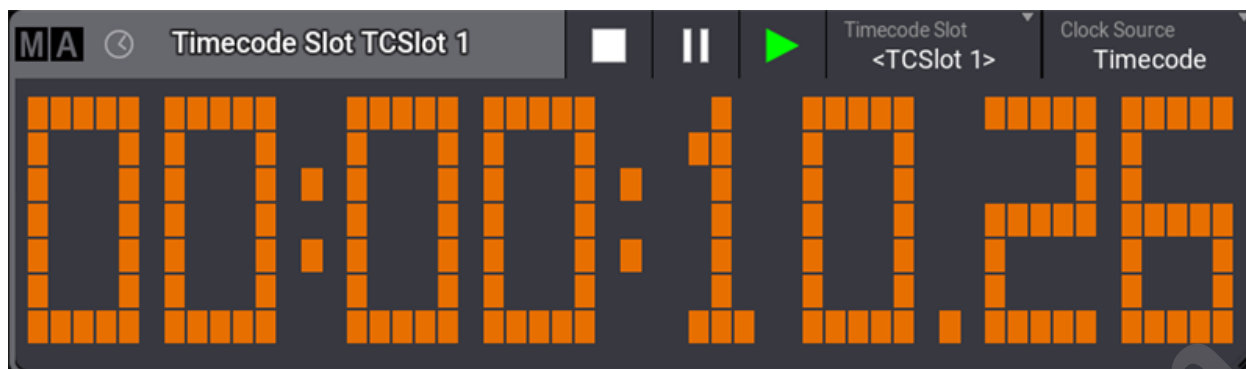 MA Timecode Slot TCSlot 1 Timecode Slot Clock Source
<TCSlot 1> Timecode
00:00:10.26